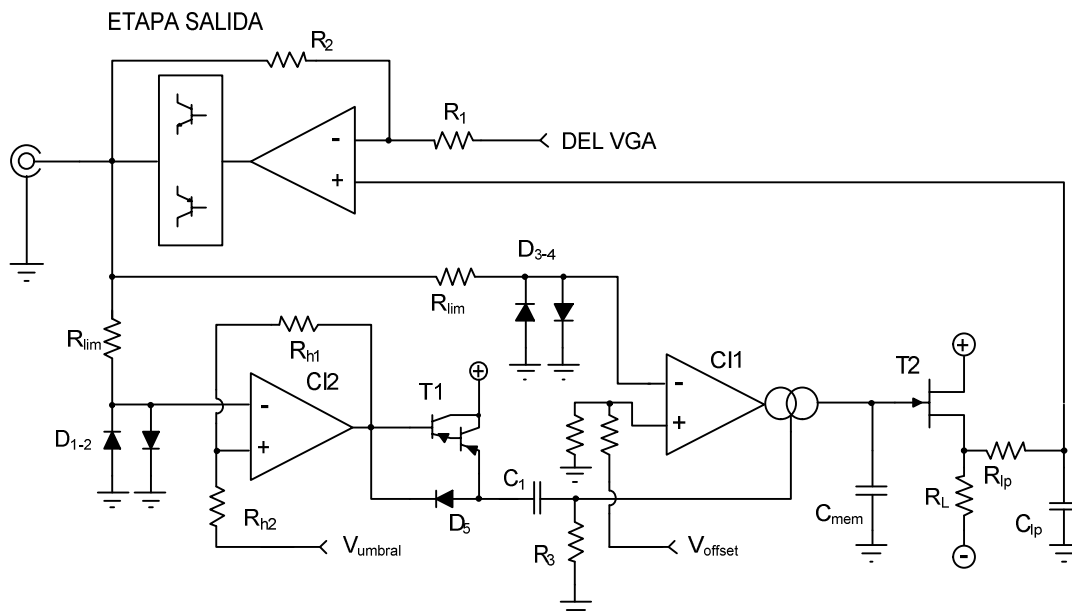 ETAPA SALIDA
R2
R1
DEL VGA
-
+
D3-4
Rlim
Rlim
Rh1
CI2
T1
+
CI1
T2
+
-
+
-
+
D1-2
C1
D5
Rh2
Vumbral
R3
Voffset
Cmem
RL
Rlp
Clp
-